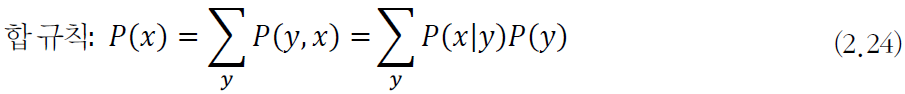 합 규칙: P(x) = ∑_y P(y, x) = ∑_y P(x|y)P(y) (2.24)